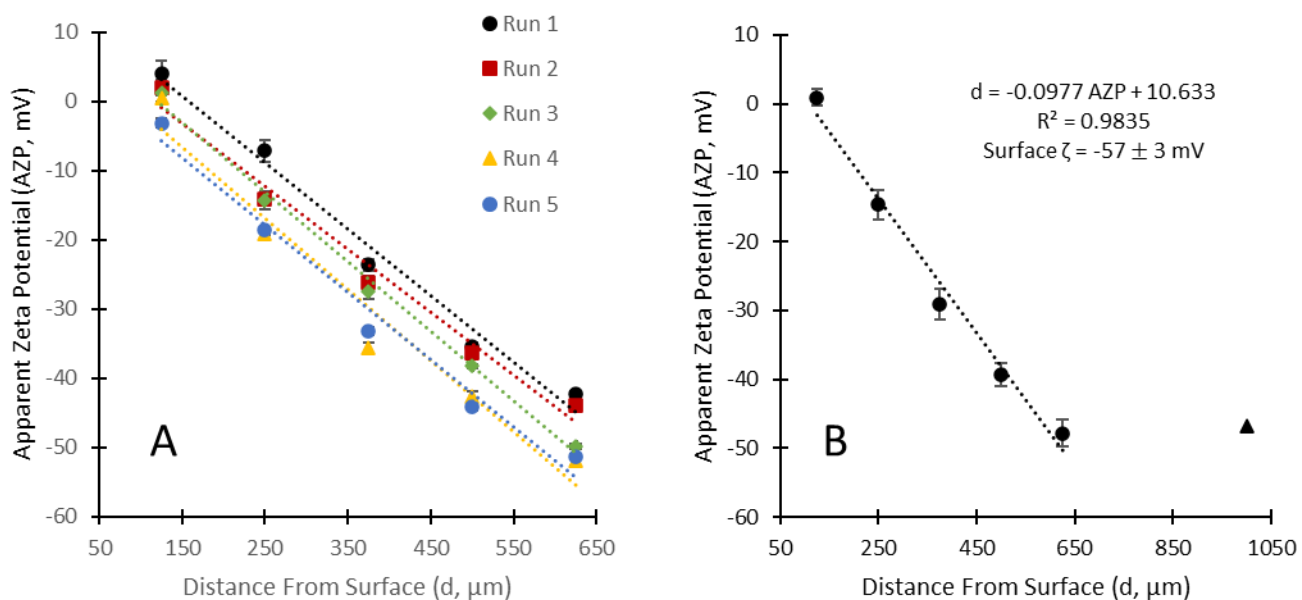 10
0
-10
-20
-30
-40
-50
-60
Apparent Zeta Potential (AZP, mV)
Run 1
Run 2
Run 3
Run 4
Run 5
A
50 150 250 350 450 550 650
Distance From Surface (d, µm)
10
0
-10
-20
-30
-40
-50
-60
Apparent Zeta Potential (AZP, mV)
d = -0.0977 AZP + 10.633
R² = 0.9835
Surface ζ = -57 ± 3 mV
B
50 250 450 650 850 1050
Distance From Surface (d, µm)